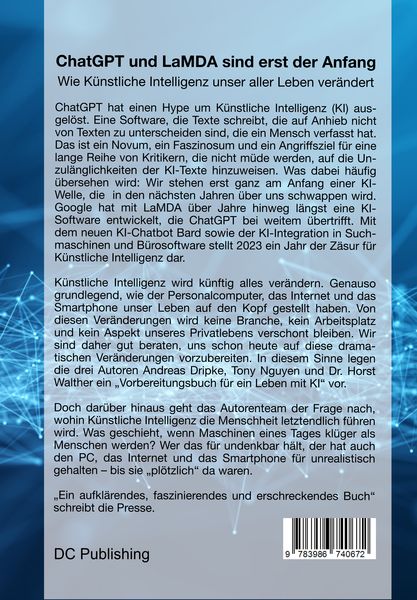 ChatGPT und LaMDA sind erst der Anfang
Wie Künstliche Intelligenz unser aller Leben verändert
ChatGPT hat einen Hype um Künstliche Intelligenz (KI) aus-
gelöst. Eine Software, die Texte schreibt, die auf Anhieb nicht
von Texten zu unterscheiden sind, die ein Mensch verfasst hat.
Das ist ein Novum, ein Faszinosum und ein Angriffsziel für eine
lange Reihe von Kritikern, die nicht müde werden, auf die Un-
zulänglichkeiten der KI-Texte hinzuweisen. Was dabei häufig
übersehen wird: Wir stehen erst ganz am Anfang einer KI-
Welle, die in den nächsten Jahren über uns schwappen wird.
Google hat mit LaMDA über Jahre hinweg längst eine KI-
Software entwickelt, die ChatGPT bei weitem übertrifft. Mit
dem neuen KI-Chatbot Bard sowie der KI-Integration in Such-
maschinen und Bürosoftware stellt 2023 ein Jahr der Zäsur für
Künstliche Intelligenz dar.
Künstliche Intelligenz wird künftig alles verändern. Genauso
grundlegend, wie der Personalcomputer, das Internet und das
Smartphone unser Leben auf den Kopf gestellt haben. Von
diesen Veränderungen wird keine Branche, kein Arbeitsplatz
und kein Aspekt unseres Privatlebens verschont bleiben. Wir
sind daher gut beraten, uns schon heute auf diese drama-
tischen Veränderungen vorzubereiten. In diesem Sinne legen
die drei Autoren Andreas Dripke, Tony Nguyen und Dr. Horst
Walther ein „Vorbereitungsbuch für ein Leben mit KI“ vor.
Doch darüber hinaus geht das Autorenteam der Frage nach,
wohin Künstliche Intelligenz die Menschheit letztendlich führen
wird. Was geschieht, wenn Maschinen eines Tages klüger als
Menschen werden? Wer das für undenkbar hält, der hat auch
den PC, das Internet und das Smartphone für unrealistisch
gehalten – bis sie „plötzlich“ da waren.
„Ein aufklärendes, faszinierendes und erschreckendes Buch“
schreibt die Presse.
DC Publishing
9 783986 740672